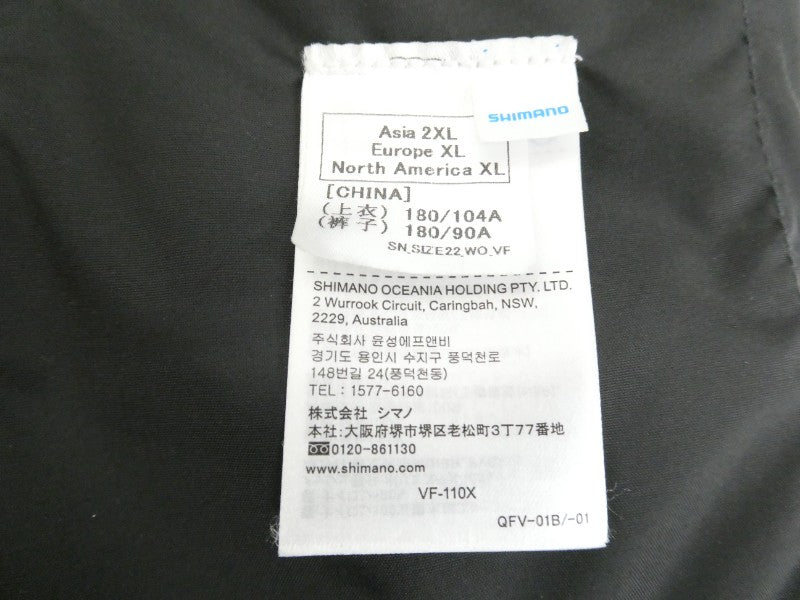 SHIMANO
Asia 2XL
Europe XL
North America XL
[CHINA]
(上衣) 180/104A
(裤子) 180/90A
SN_SIZE22_WO_VF
SHIMANO OCEANIA HOLDING PTY. LTD.
2 Wurrook Circuit, Caringbah, NSW,
2229, Australia
주식회사 윤성에프앤비
경기도 용인시 수지구 풍덕천로
148번길 24(풍덕천동)
TEL : 1577-6160
株式会社 シマノ
本社:大阪府堺市堺区老松町3丁77番地
0120-861130
www.shimano.com
VF-110X
QFV-01B/-01